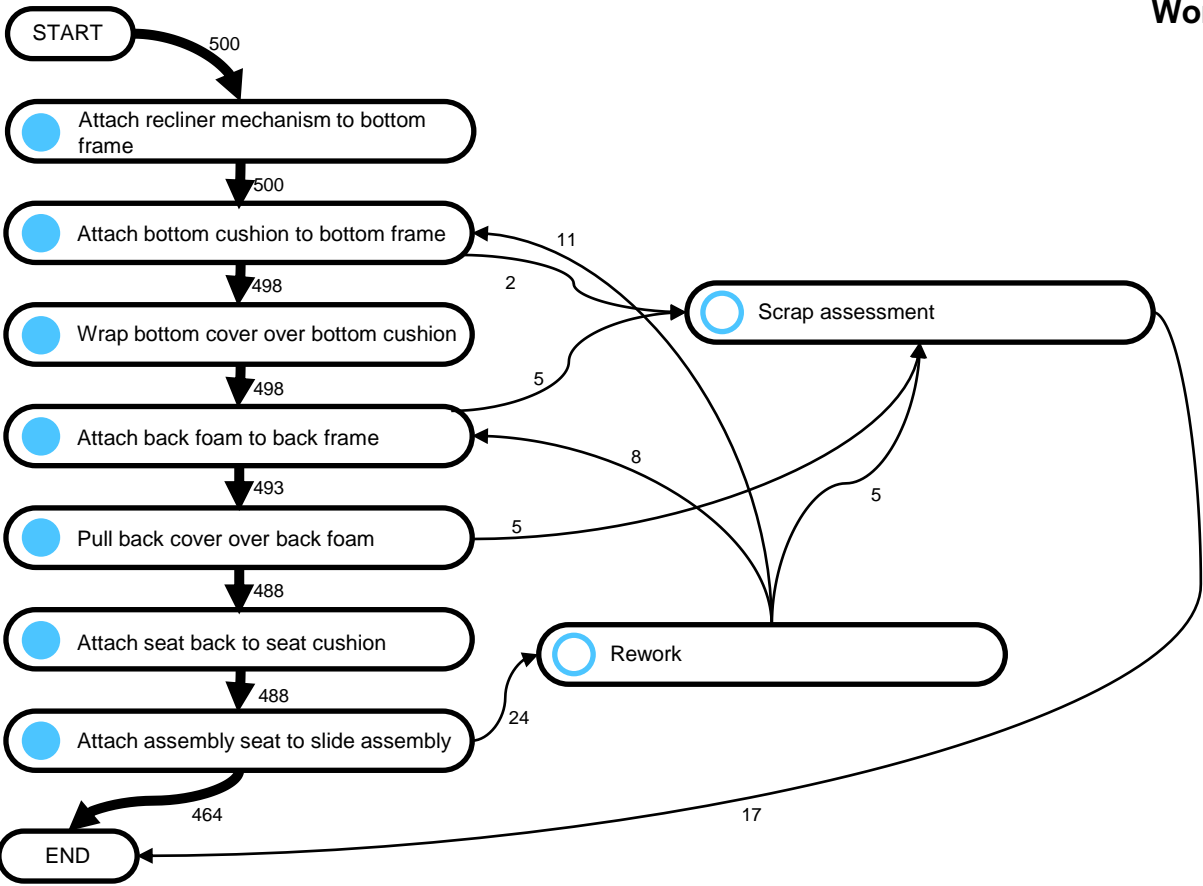 Wo
START
500
Attach recliner mechanism to bottom
frame
500
Attach bottom cushion to bottom frame
11
2
498
Scrap assessment
Wrap bottom cover over bottom cushion
5
498
Attach back foam to back frame
8
493
5
5
Pull back cover over back foam
488
Attach seat back to seat cushion
Rework
488
24
Attach assembly seat to slide assembly
464
17
END